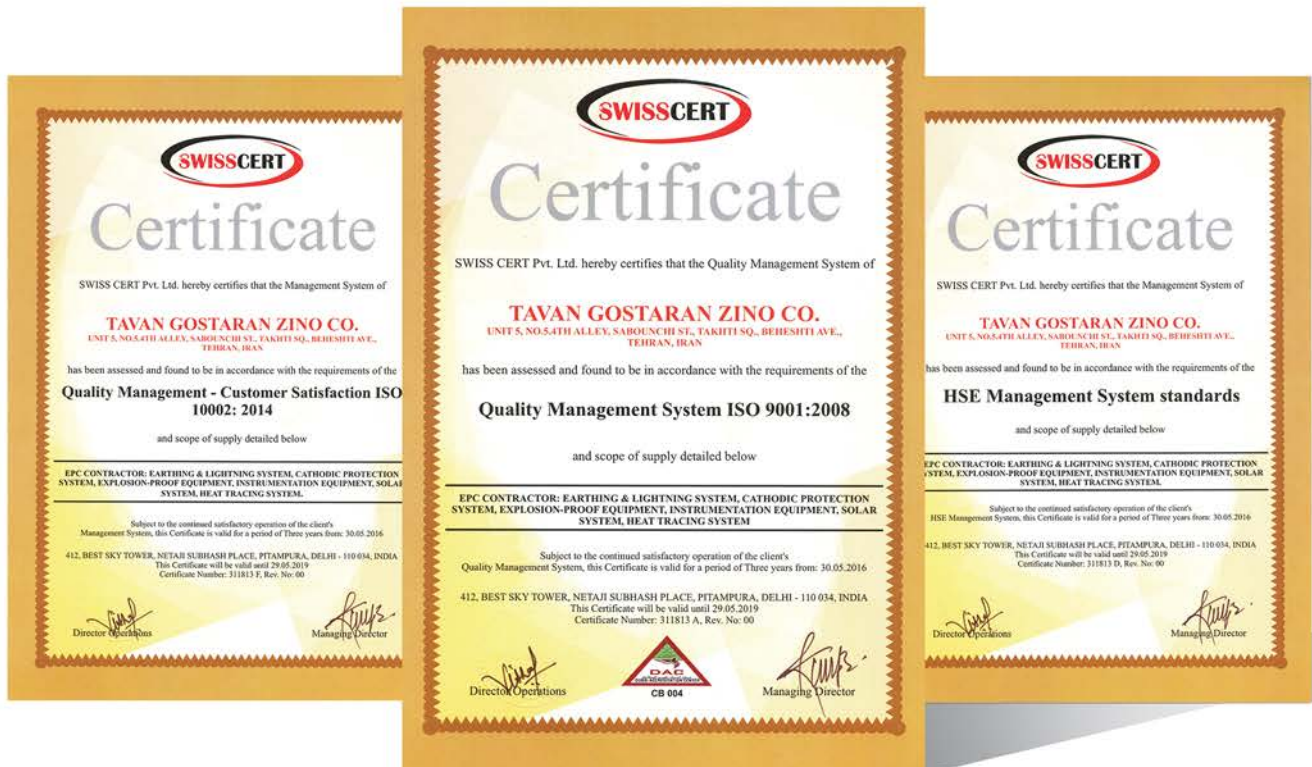 SWISSCERT
Certificate
SWISS CERT Pvt. Ltd. hereby certifies that the Management System of
TAVAN GOSTARAN ZINO CO.
UNIT 5, NO.5.4TH ALLEY, SABOUNCHI ST., TAKHTI SQ., BEHESHTI AVE.,
TEHRAN, IRAN
has been assessed and found to be in accordance with the requirements of the
Quality Management - Customer Satisfaction ISO
10002: 2014
and scope of supply detailed below
EPC CONTRACTOR: EARTHING & LIGHTNING SYSTEM, CATHODIC PROTECTION
SYSTEM, EXPLOSION-PROOF EQUIPMENT, INSTRUMENTATION EQUIPMENT, SOLAR
SYSTEM, HEAT TRACING SYSTEM.
Subject to the continued satisfactory operation of the client's
Management System, this Certificate is valid for a period of Three years from: 30.05.2016
412, BEST SKY TOWER, NETAJI SUBHASH PLACE, PITAMPURA, DELHI - 110 034, INDIA
This Certificate will be valid until 29.05.2019
Certificate Number: 311813 F, Rev. No: 00
Director Operations
Managing Director
SWISSCERT
Certificate
SWISS CERT Pvt. Ltd. hereby certifies that the Quality Management System of
TAVAN GOSTARAN ZINO CO.
UNIT 5, NO.5.4TH ALLEY, SABOUNCHI ST., TAKHTI SQ., BEHESHTI AVE.,
TEHRAN, IRAN
has been assessed and found to be in accordance with the requirements of the
Quality Management System ISO 9001:2008
and scope of supply detailed below
EPC CONTRACTOR: EARTHING & LIGHTNING SYSTEM, CATHODIC PROTECTION
SYSTEM, EXPLOSION-PROOF EQUIPMENT, INSTRUMENTATION EQUIPMENT, SOLAR
SYSTEM, HEAT TRACING SYSTEM
Subject to the continued satisfactory operation of the client's
Quality Management System, this Certificate is valid for a period of Three years from: 30.05.2016
412, BEST SKY TOWER, NETAJI SUBHASH PLACE, PITAMPURA, DELHI - 110 034, INDIA
This Certificate will be valid until 29.05.2019
Certificate Number: 311813 A, Rev. No: 00
Director Operations
DAC
CB 004
Managing Director
SWISSCERT
Certificate
SWISS CERT Pvt. Ltd. hereby certifies that the Management System of
TAVAN GOSTARAN ZINO CO.
UNIT 5, NO.5.4TH ALLEY, SABOUNCHI ST., TAKHTI SQ., BEHESHTI AVE.,
TEHRAN, IRAN
has been assessed and found to be in accordance with the requirements of the
HSE Management System standards
and scope of supply detailed below
EPC CONTRACTOR: EARTHING & LIGHTNING SYSTEM, CATHODIC PROTECTION
SYSTEM, EXPLOSION-PROOF EQUIPMENT, INSTRUMENTATION EQUIPMENT, SOLAR
SYSTEM, HEAT TRACING SYSTEM.
Subject to the continued satisfactory operation of the client's
HSE Management System, this Certificate is valid for a period of Three years from: 30.05.2016
412, BEST SKY TOWER, NETAJI SUBHASH PLACE, PITAMPURA, DELHI - 110 034, INDIA
This Certificate will be valid until 29.05.2019
Certificate Number: 311813 D, Rev. No: 00
Director Operations
Managing Director